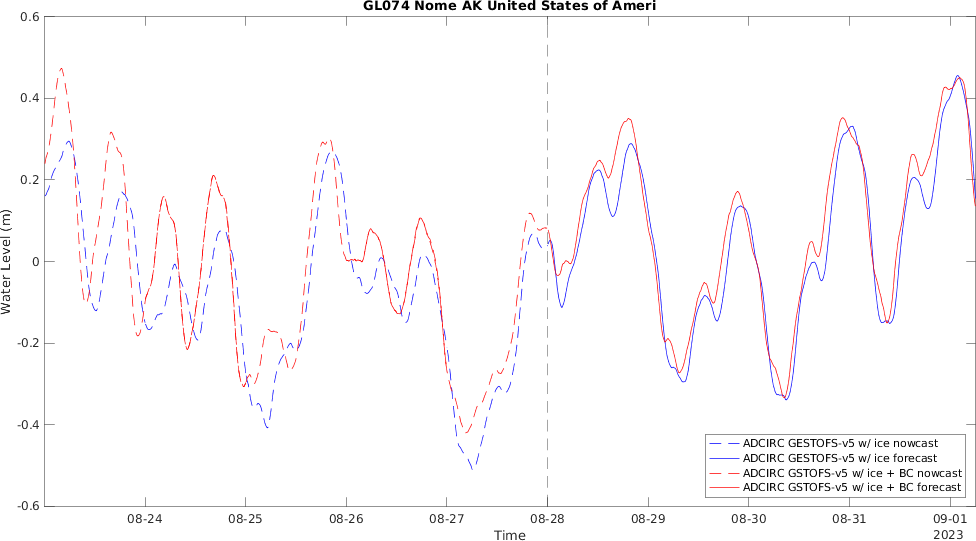 GL074 Nome AK United States of Ameri
0.6
0.4
0.2
0
-0.2
-0.4
-0.6
Water Level (m)
ADCIRC GESTOFS-v5 w/ ice nowcast
ADCIRC GESTOFS-v5 w/ ice forecast
ADCIRC GSTOFS-v5 w/ ice + BC nowcast
ADCIRC GSTOFS-v5 w/ ice + BC forecast
08-24 08-25 08-26 08-27 08-28 08-29 08-30 08-31 09-01
2023
Time